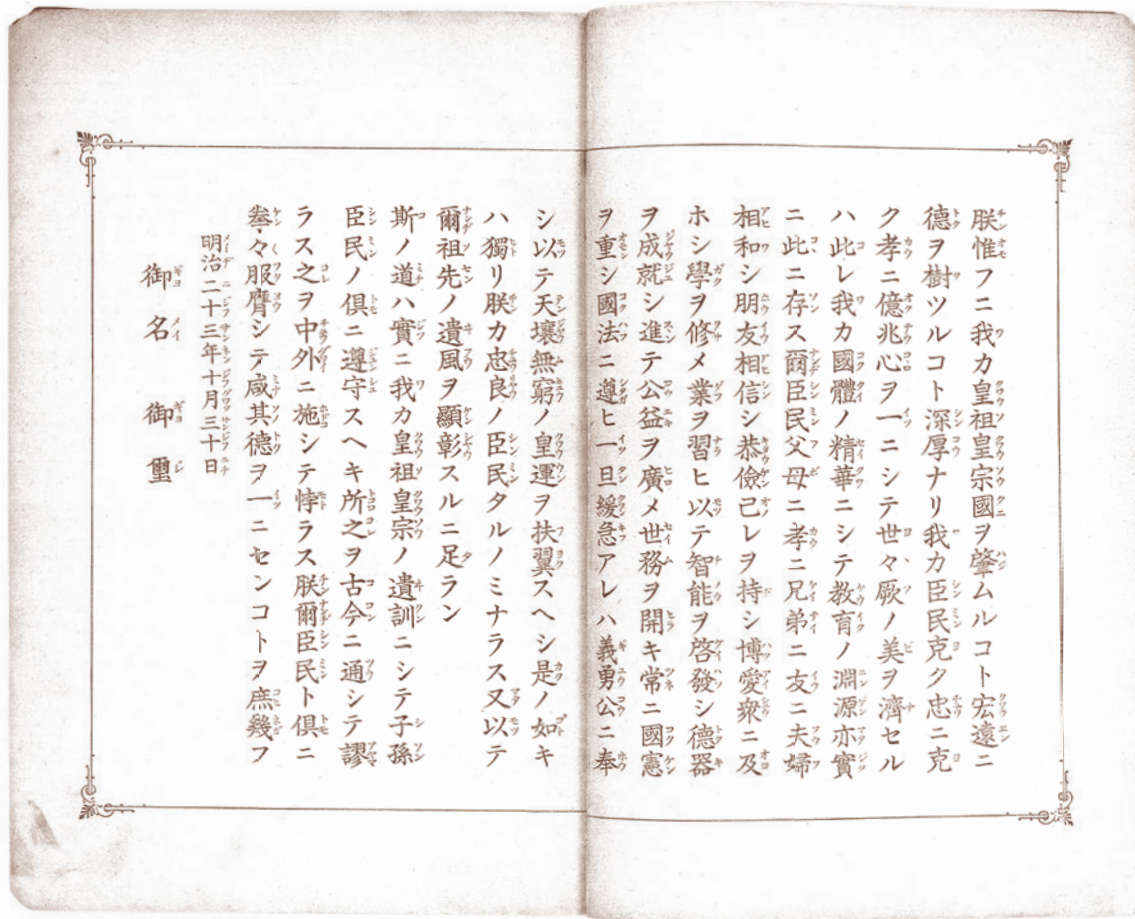 朕惟フニ我カ皇祖皇宗國ヲ肇ムルコト宏遠ニ
德ヲ樹ツルコト深厚ナリ我カ臣民克ク忠ニ克
ク孝ニ億兆心ヲ一ニシテ世々厥ノ美ヲ濟セル
ハ此レ我カ國體ノ精華ニシテ教育ノ淵源亦實
ニ此ニ存ス爾臣民父母ニ孝ニ兄弟ニ友ニ夫婦
相和シ朋友相信シ恭儉己レヲ持シ博愛衆ニ及
ホシ學ヲ修メ業ヲ習ヒ以テ智能ヲ啓發シ德器
ヲ成就シ進テ公益ヲ廣メ世務ヲ開キ常ニ國憲
ヲ重シ國法ニ遵ヒ一旦緩急アレハ義勇公ニ奉
シ以テ天壤無窮ノ皇運ヲ扶翼スヘシ是ノ如キ
ハ獨リ朕カ忠良ノ臣民タルノミナラス又以テ
爾祖先ノ遺風ヲ顯彰スルニ足ラン
斯ノ道ハ實ニ我カ皇祖皇宗ノ遺訓ニシテ子孫
臣民ノ俱ニ遵守スヘキ所之ヲ古今ニ通シテ謬
ラス之ヲ中外ニ施シテ悖ラス朕爾臣民ト俱ニ
拳々服膺シテ咸其德ヲ一ニセンコトヲ庶幾フ
明治二十三年十月三十日
御名御璽